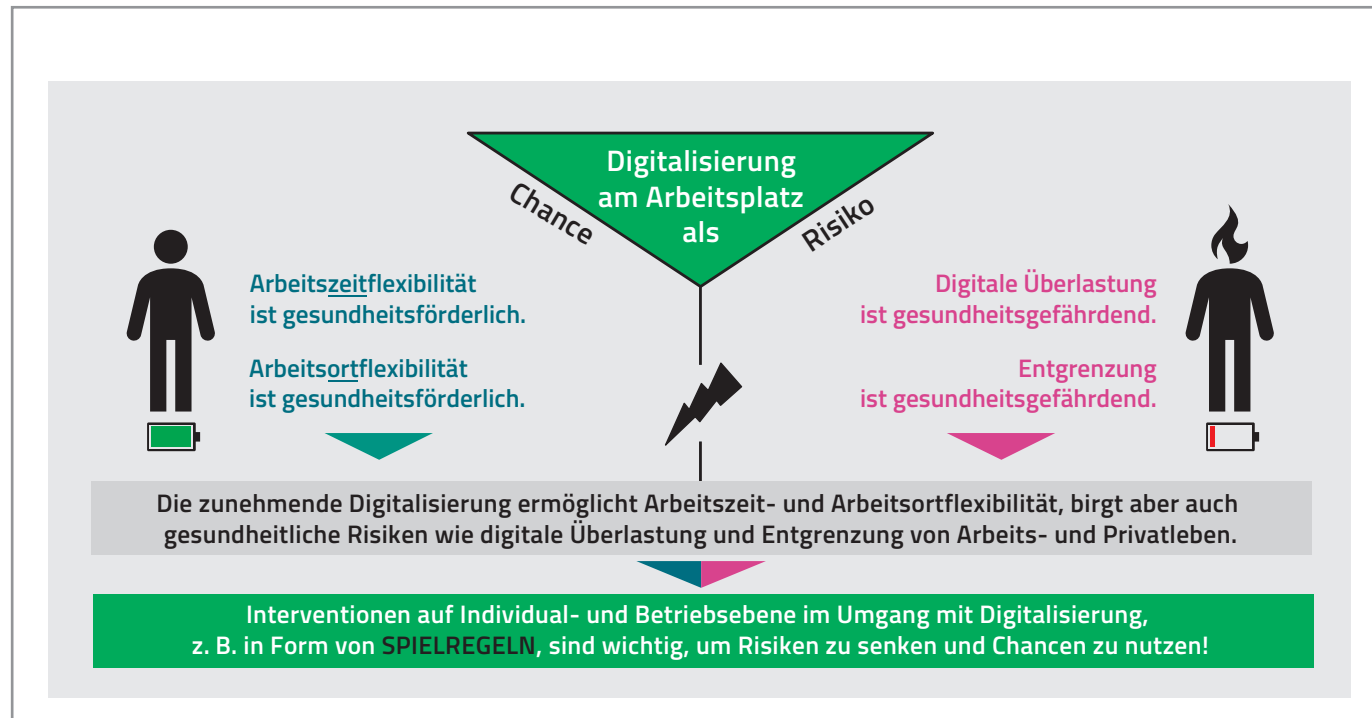 Digitalisierung
am Arbeitsplatz
als
Chance
Risiko
Arbeitszeitflexibilität
ist gesundheitsförderlich.
Arbeitsortflexibilität
ist gesundheitsförderlich.
Digitale Überlastung
ist gesundheitsgefährdend.
Entgrenzung
ist gesundheitsgefährdend.
Die zunehmende Digitalisierung ermöglicht Arbeitszeit- und Arbeitsortflexibilität, birgt aber auch
gesundheitliche Risiken wie digitale Überlastung und Entgrenzung von Arbeits- und Privatleben.
Interventionen auf Individual- und Betriebsebene im Umgang mit Digitalisierung,
z. B. in Form von SPIELREGELN, sind wichtig, um Risiken zu senken und Chancen zu nutzen!